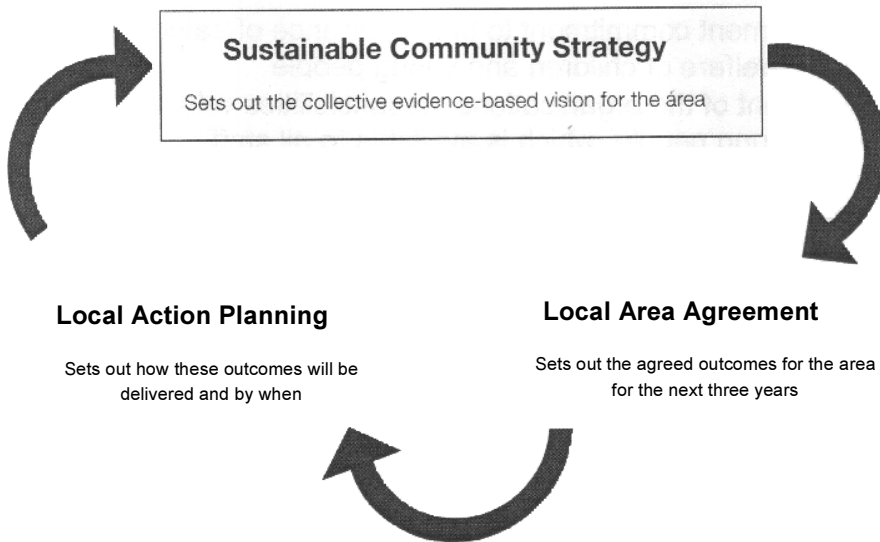 Sustainable Community Strategy
Sets out the collective evidence-based vision for the area
Local Area Agreement
Sets out the agreed outcomes for the area
for the next three years
Local Action Planning
Sets out how these outcomes will be
delivered and by when